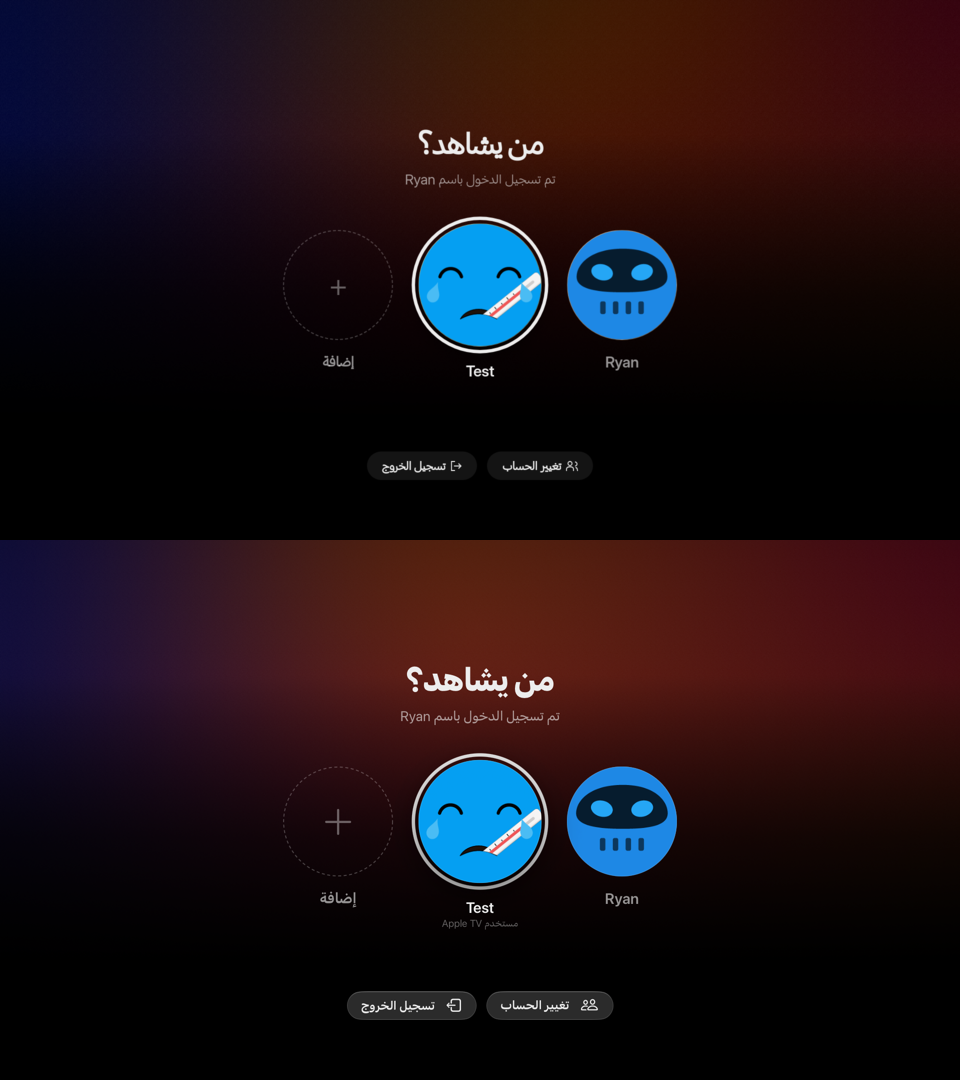 من يشاهد؟
تم تسجيل الدخول باسم Ryan
Ryan
Test
إضافة
تغيير الحساب
تسجيل الخروج
من يشاهد؟
تم تسجيل الدخول باسم Ryan
Ryan
Test
مستخدم Apple TV
إضافة
تغيير الحساب
تسجيل الخروج